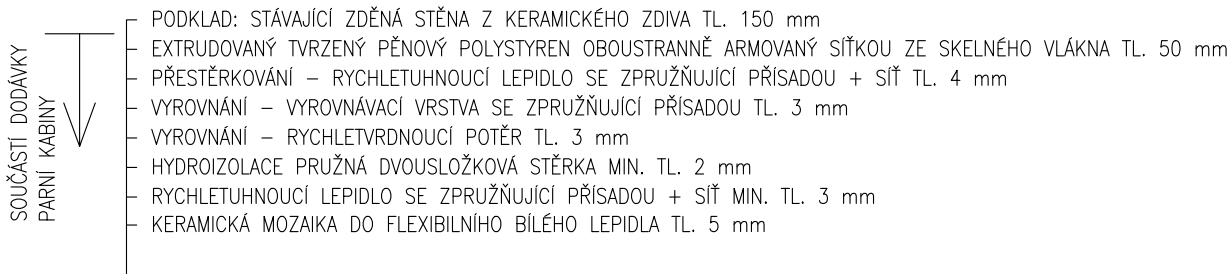 SOUČÁSTÍ DODÁVKY
PARNÍ KABINY
PODKLAD: STÁVAJÍCÍ ZDĚNÁ STĚNA Z KERAMICKÉHO ZDIVA TL. 150 mm
EXTRUDOVANÝ TVRZENÝ PĚNOVÝ POLYSTYREN OBOUSTRANNĚ ARMOVANÝ SÍŤKOU ZE SKELNÉHO VLÁKNA TL. 50 mm
PŘESTĚRKOVÁNÍ – RYCHLETUHNOUCÍ LEPIDLO SE ZPRUŽŇUJÍCÍ PŘÍSADOU + SÍŤ TL. 4 mm
VYROVNÁNÍ – VYROVNÁVACÍ VRSTVA SE ZPRUŽŇUJÍCÍ PŘÍSADOU TL. 3 mm
VYROVNÁNÍ – RYCHLETVRDNOUCÍ POTĚR TL. 3 mm
HYDROIZOLACE PRUŽNÁ DVOUSLOŽKOVÁ STĚRKA MIN. TL. 2 mm
RYCHLETUHNOUCÍ LEPIDLO SE ZPRUŽŇUJÍCÍ PŘÍSADOU + SÍŤ MIN. TL. 3 mm
KERAMICKÁ MOZAIKA DO FLEXIBILNÍHO BÍLÉHO LEPIDLA TL. 5 mm